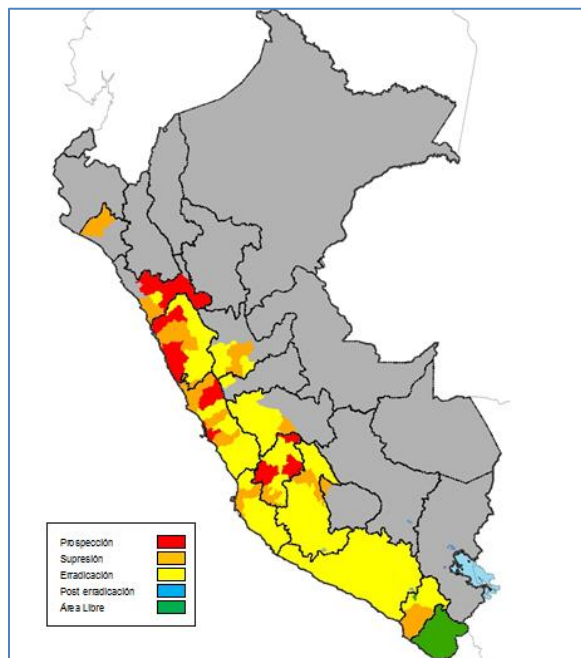 Prospección
Supresión
Erradicación
Post erradicación
Área Libre